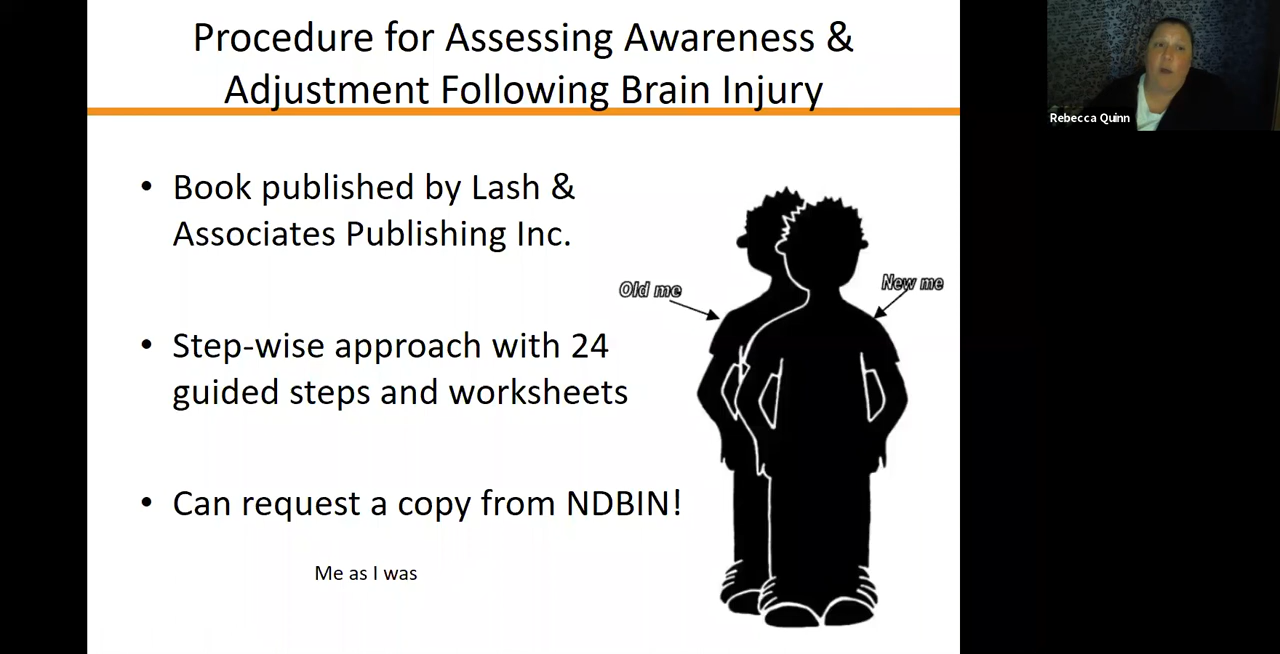 Procedure for Assessing Awareness &
Adjustment Following Brain Injury
Rebecca Quinn
• Book published by Lash &
Associates Publishing Inc.
Old me
New me
• Step-wise approach with 24
guided steps and worksheets
• Can request a copy from NDBIN!
Me as I was